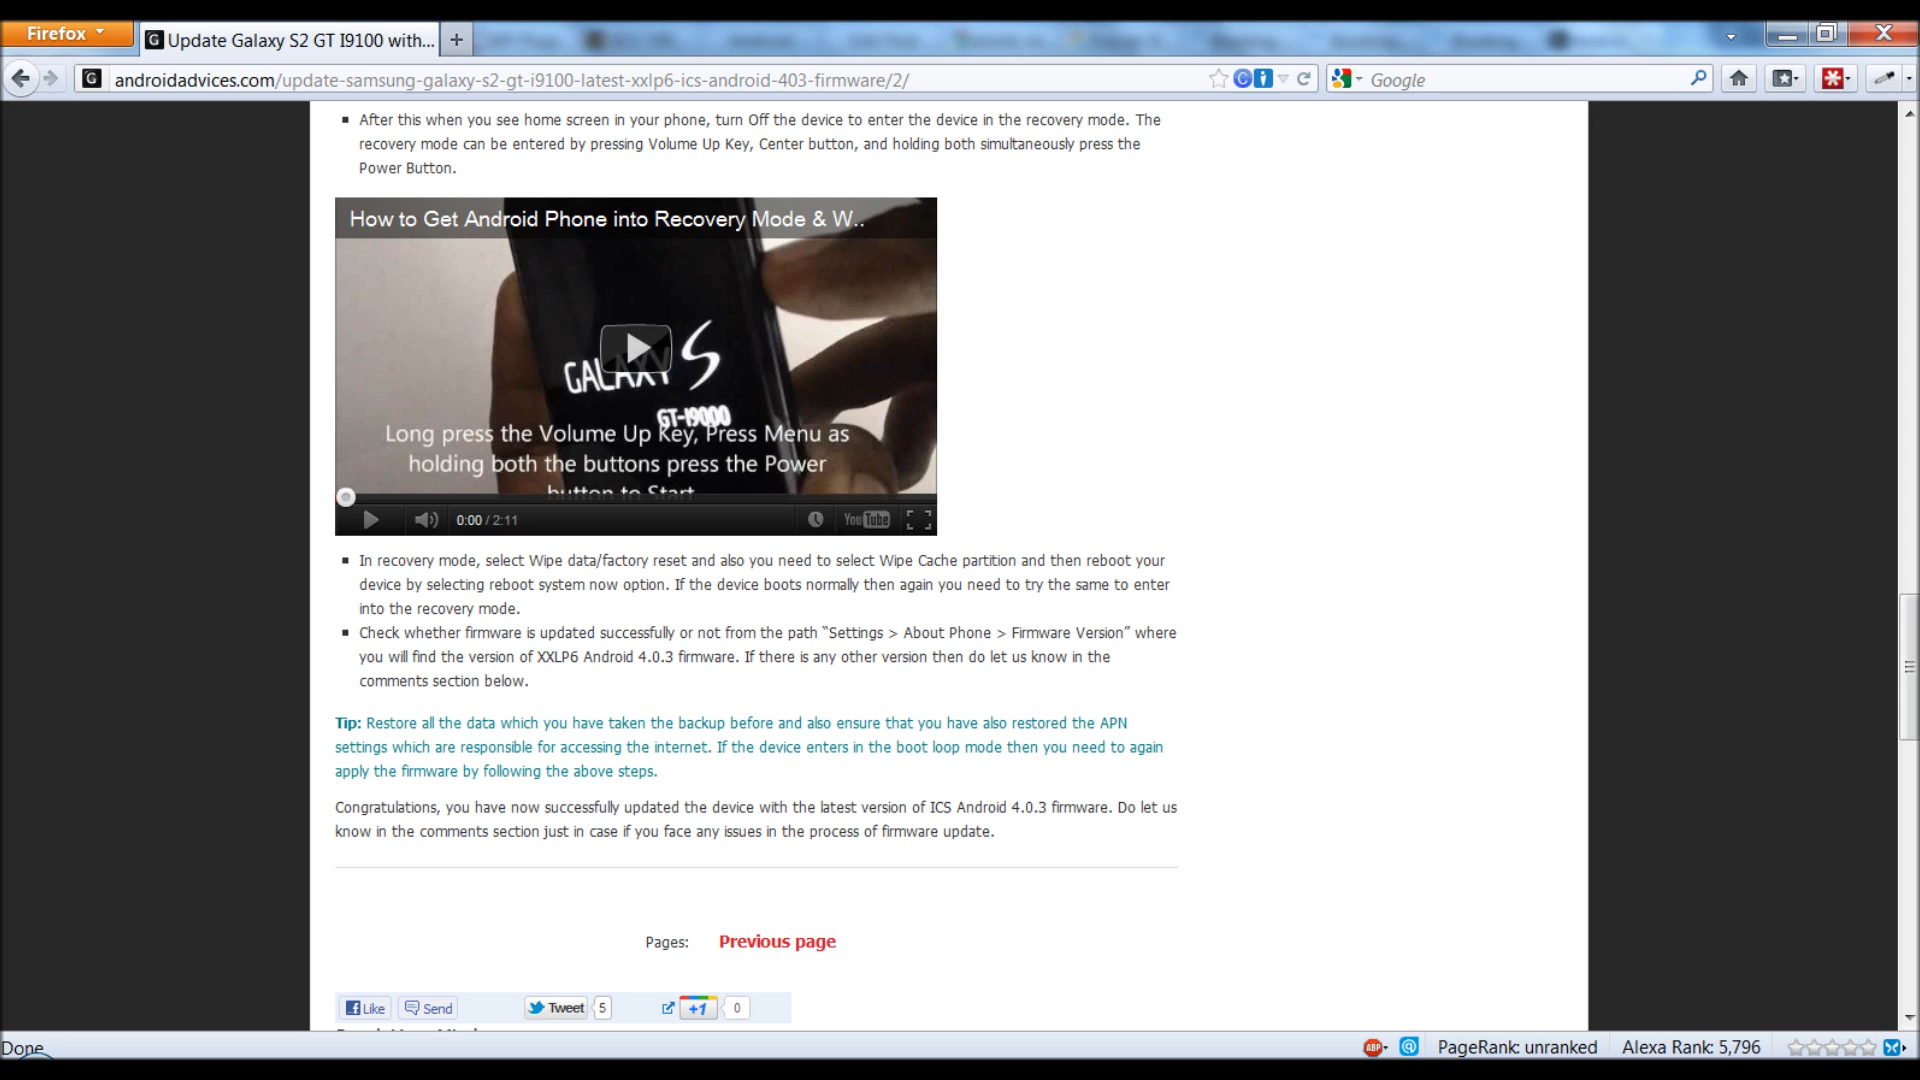 Firefox
Update Galaxy S2 GT I9100 with...
androidadvices.com/update-samsung-galaxy-s2-gt-i9100-latest-xxlp6-ics-android-403-firmware/2/
Google
After this when you see home screen in your phone, turn Off the device to enter the device in the recovery mode. The
recovery mode can be entered by pressing Volume Up Key, Center button, and holding both simultaneously press the
Power Button.
How to Get Android Phone into Recovery Mode & W..
GALAXY S
GT-I9000
Long press the Volume Up Key, Press Menu as
holding both the buttons press the Power
button to Start
0:00 / 2:11
YouTube
In recovery mode, select Wipe data/factory reset and also you need to select Wipe Cache partition and then reboot your
device by selecting reboot system now option. If the device boots normally then again you need to try the same to enter
into the recovery mode.
Check whether firmware is updated successfully or not from the path “Settings > About Phone > Firmware Version” where
you will find the version of XXLP6 Android 4.0.3 firmware. If there is any other version then do let us know in the
comments section below.
Tip: Restore all the data which you have taken the backup before and also ensure that you have also restored the APN
settings which are responsible for accessing the internet. If the device enters in the boot loop mode then you need to again
apply the firmware by following the above steps.
Congratulations, you have now successfully updated the device with the latest version of ICS Android 4.0.3 firmware. Do let us
know in the comments section just in case if you face any issues in the process of firmware update.
Pages: Previous page
Like Send Tweet 5 +1 0
Done
ABP PageRank: unranked Alexa Rank: 5,796